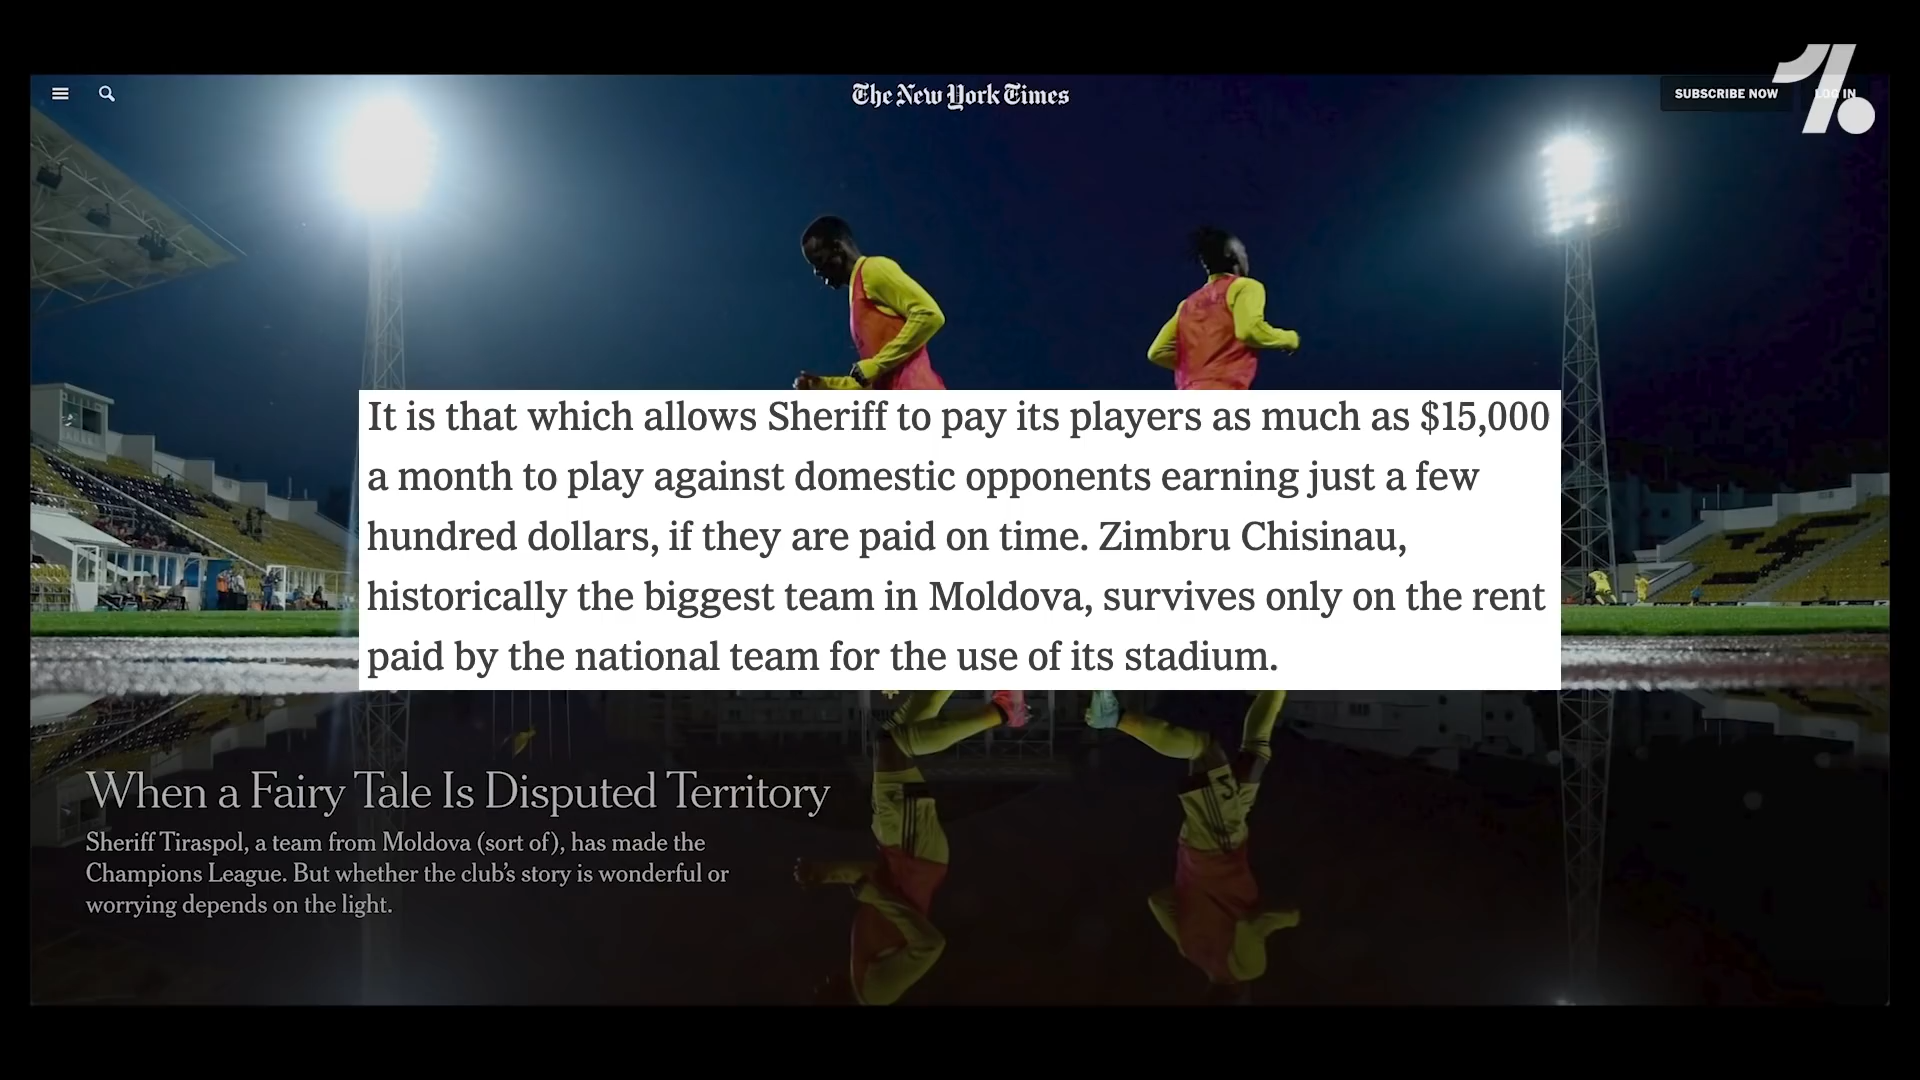 The New York Times
SUBSCRIBE NOW
LOG IN
It is that which allows Sheriff to pay its players as much as $15,000
a month to play against domestic opponents earning just a few
hundred dollars, if they are paid on time. Zimbru Chisinau,
historically the biggest team in Moldova, survives only on the rent
paid by the national team for the use of its stadium.
When a Fairy Tale Is Disputed Territory
Sheriff Tiraspol, a team from Moldova (sort of), has made the
Champions League. But whether the club’s story is wonderful or
worrying depends on the light.